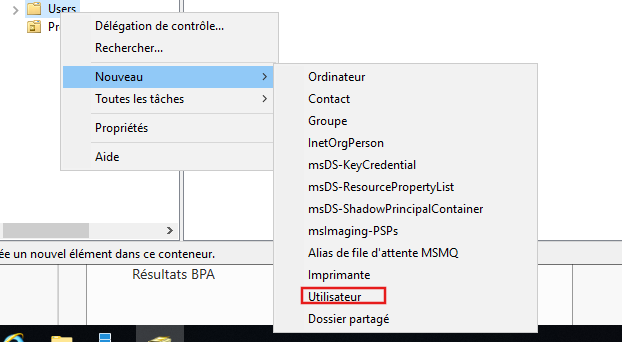 Users
Pr
Délégation de contrôle...
Rechercher...
Nouveau
Toutes les tâches
Propriétés
Aide
Ordinateur
Contact
Groupe
InetOrgPerson
msDS-KeyCredential
msDS-ResourcePropertyList
msDS-ShadowPrincipalContainer
msImaging-PSPs
Alias de file d'attente MSMQ
Imprimante
Utilisateur
Dossier partagé
ée un nouvel élément dans ce conteneur.
Résultats BPA